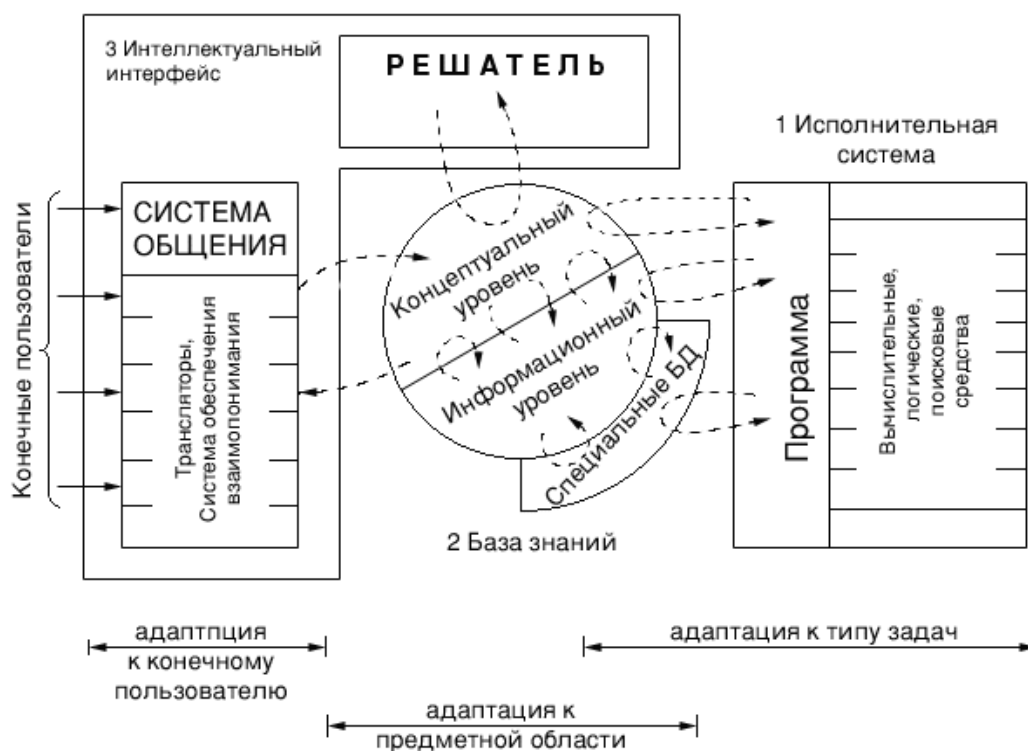 3 Интеллектуальный
интерфейс
РЕШАТЕЛЬ
1 Исполнительная
система
Конечные пользователи
СИСТЕМА
ОБЩЕНИЯ
Трансляторы,
Система обеспечения
взаимопонимания
Концептуальный
уровень
Информационный
уровень
Специальные БД
2 База знаний
Программа
Вычислительные,
логические,
поисковые
средства
адаптпция
к конечному
пользователю
адаптация к типу задач
адаптация к
предметной области